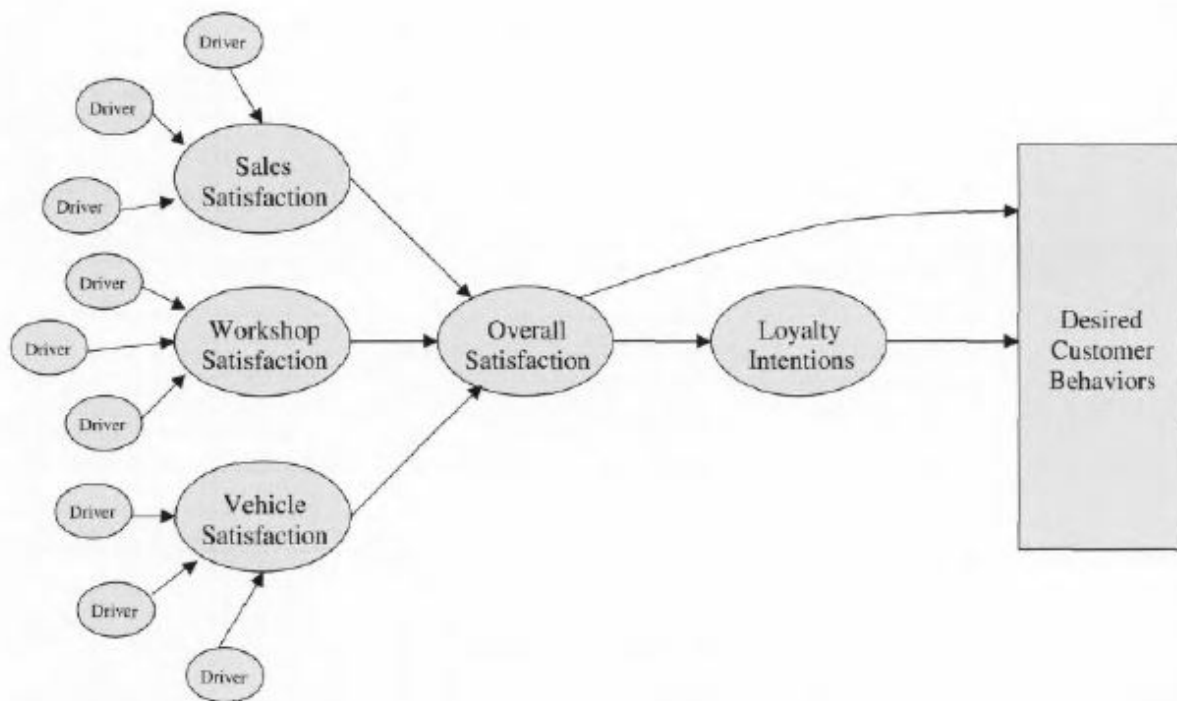 Driver
Driver
Sales
Satisfaction
Driver
Driver
Workshop
Satisfaction
Driver
Driver
Overall
Satisfaction
Loyalty
Intentions
Desired
Customer
Behaviors
Vehicle
Satisfaction
Driver
Driver
Driver